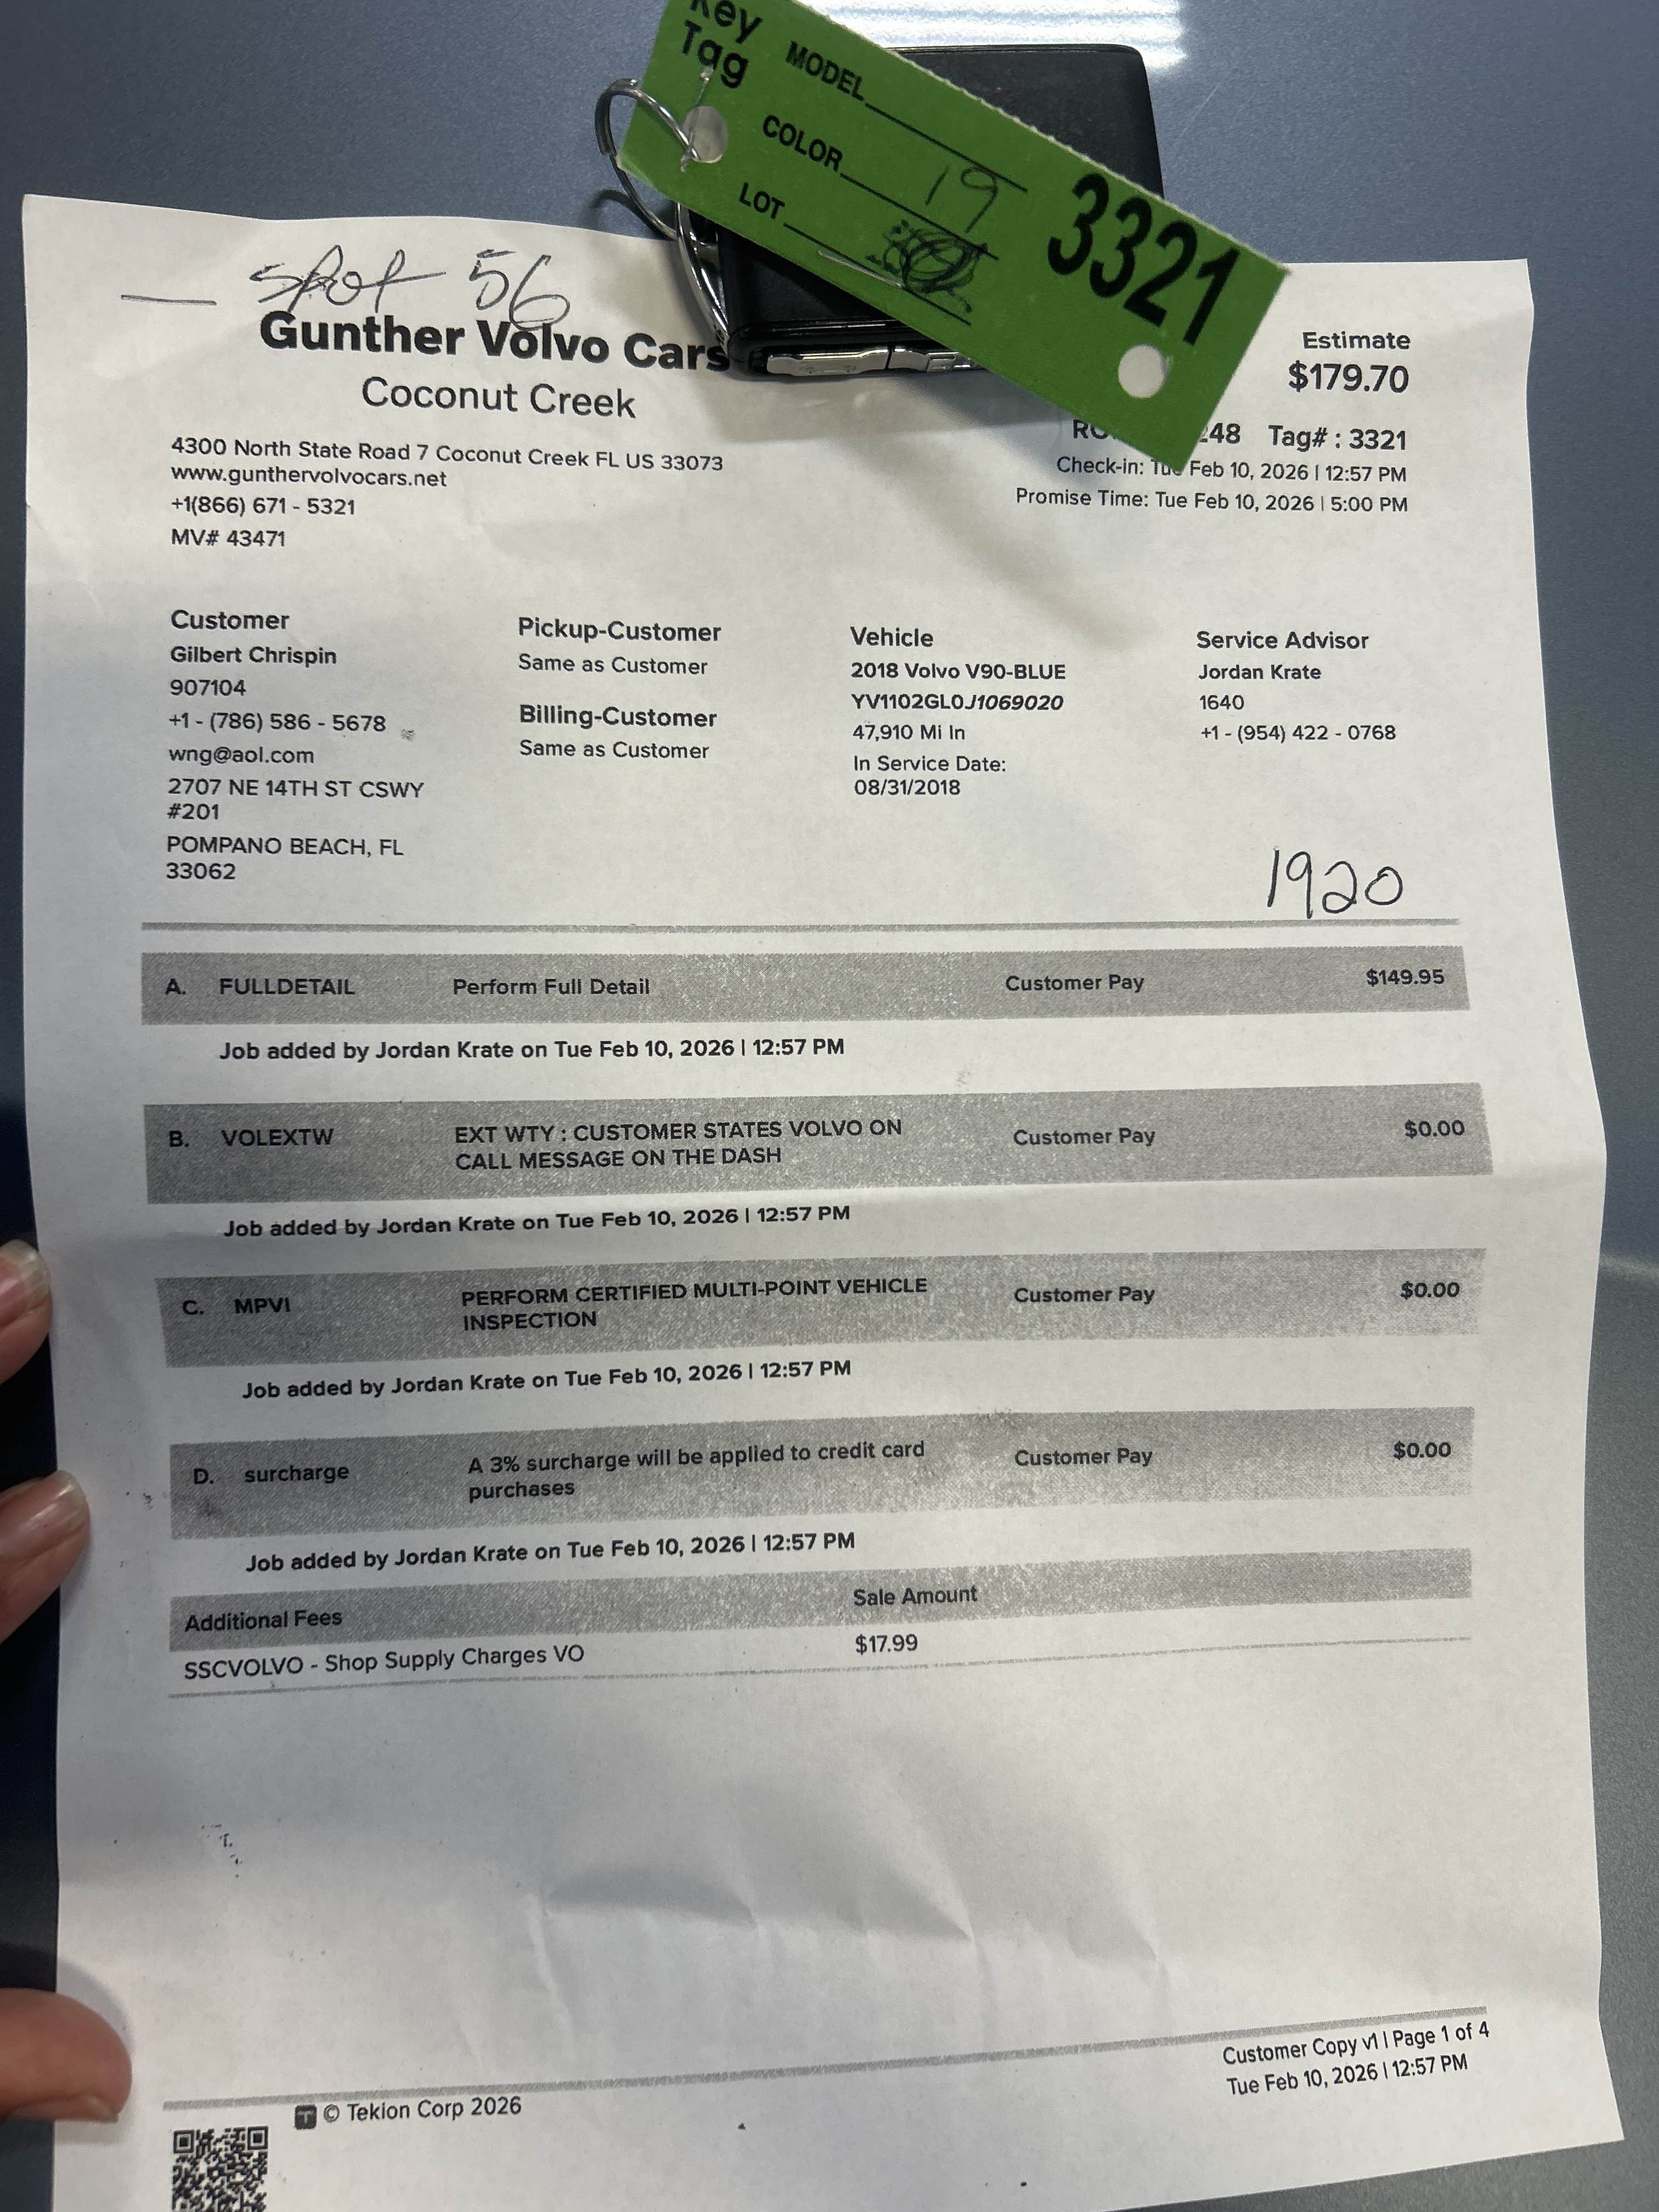 Key
Tag
MODEL
COLOR 19
LOT
3321
Spot 56
Gunther Volvo Cars
Coconut Creek
4300 North State Road 7 Coconut Creek FL US 33073
www.gunthervolvocars.net
+1(866) 671 - 5321
MV# 43471
Estimate
$179.70
248 Tag# : 3321
Check-in: Tue Feb 10, 2026 | 12:57 PM
Promise Time: Tue Feb 10, 2026 | 5:00 PM
Customer
Gilbert Chrispin
907104
+1 - (786) 586 - 5678
wng@aol.com
2707 NE 14TH ST CSWY
#201
POMPANO BEACH, FL
33062
Pickup-Customer
Same as Customer
Billing-Customer
Same as Customer
Vehicle
2018 Volvo V90-BLUE
YV1102GL0J1069020
47,910 Mi In
In Service Date:
08/31/2018
Service Advisor
Jordan Krate
1640
+1 - (954) 422 - 0768
1920
A. FULLDETAIL Perform Full Detail Customer Pay $149.95
Job added by Jordan Krate on Tue Feb 10, 2026 | 12:57 PM
B. VOLEXTW EXT WTY : CUSTOMER STATES VOLVO ON Customer Pay $0.00
CALL MESSAGE ON THE DASH
Job added by Jordan Krate on Tue Feb 10, 2026 | 12:57 PM
C. MPVI PERFORM CERTIFIED MULTI-POINT VEHICLE Customer Pay $0.00
INSPECTION
Job added by Jordan Krate on Tue Feb 10, 2026 | 12:57 PM
D. surcharge A 3% surcharge will be applied to credit card Customer Pay $0.00
purchases
Job added by Jordan Krate on Tue Feb 10, 2026 | 12:57 PM
Additional Fees Sale Amount
SSCVOLVO - Shop Supply Charges VO $17.99
Customer Copy v1 | Page 1 of 4
Tue Feb 10, 2026 | 12:57 PM
© Tekion Corp 2026